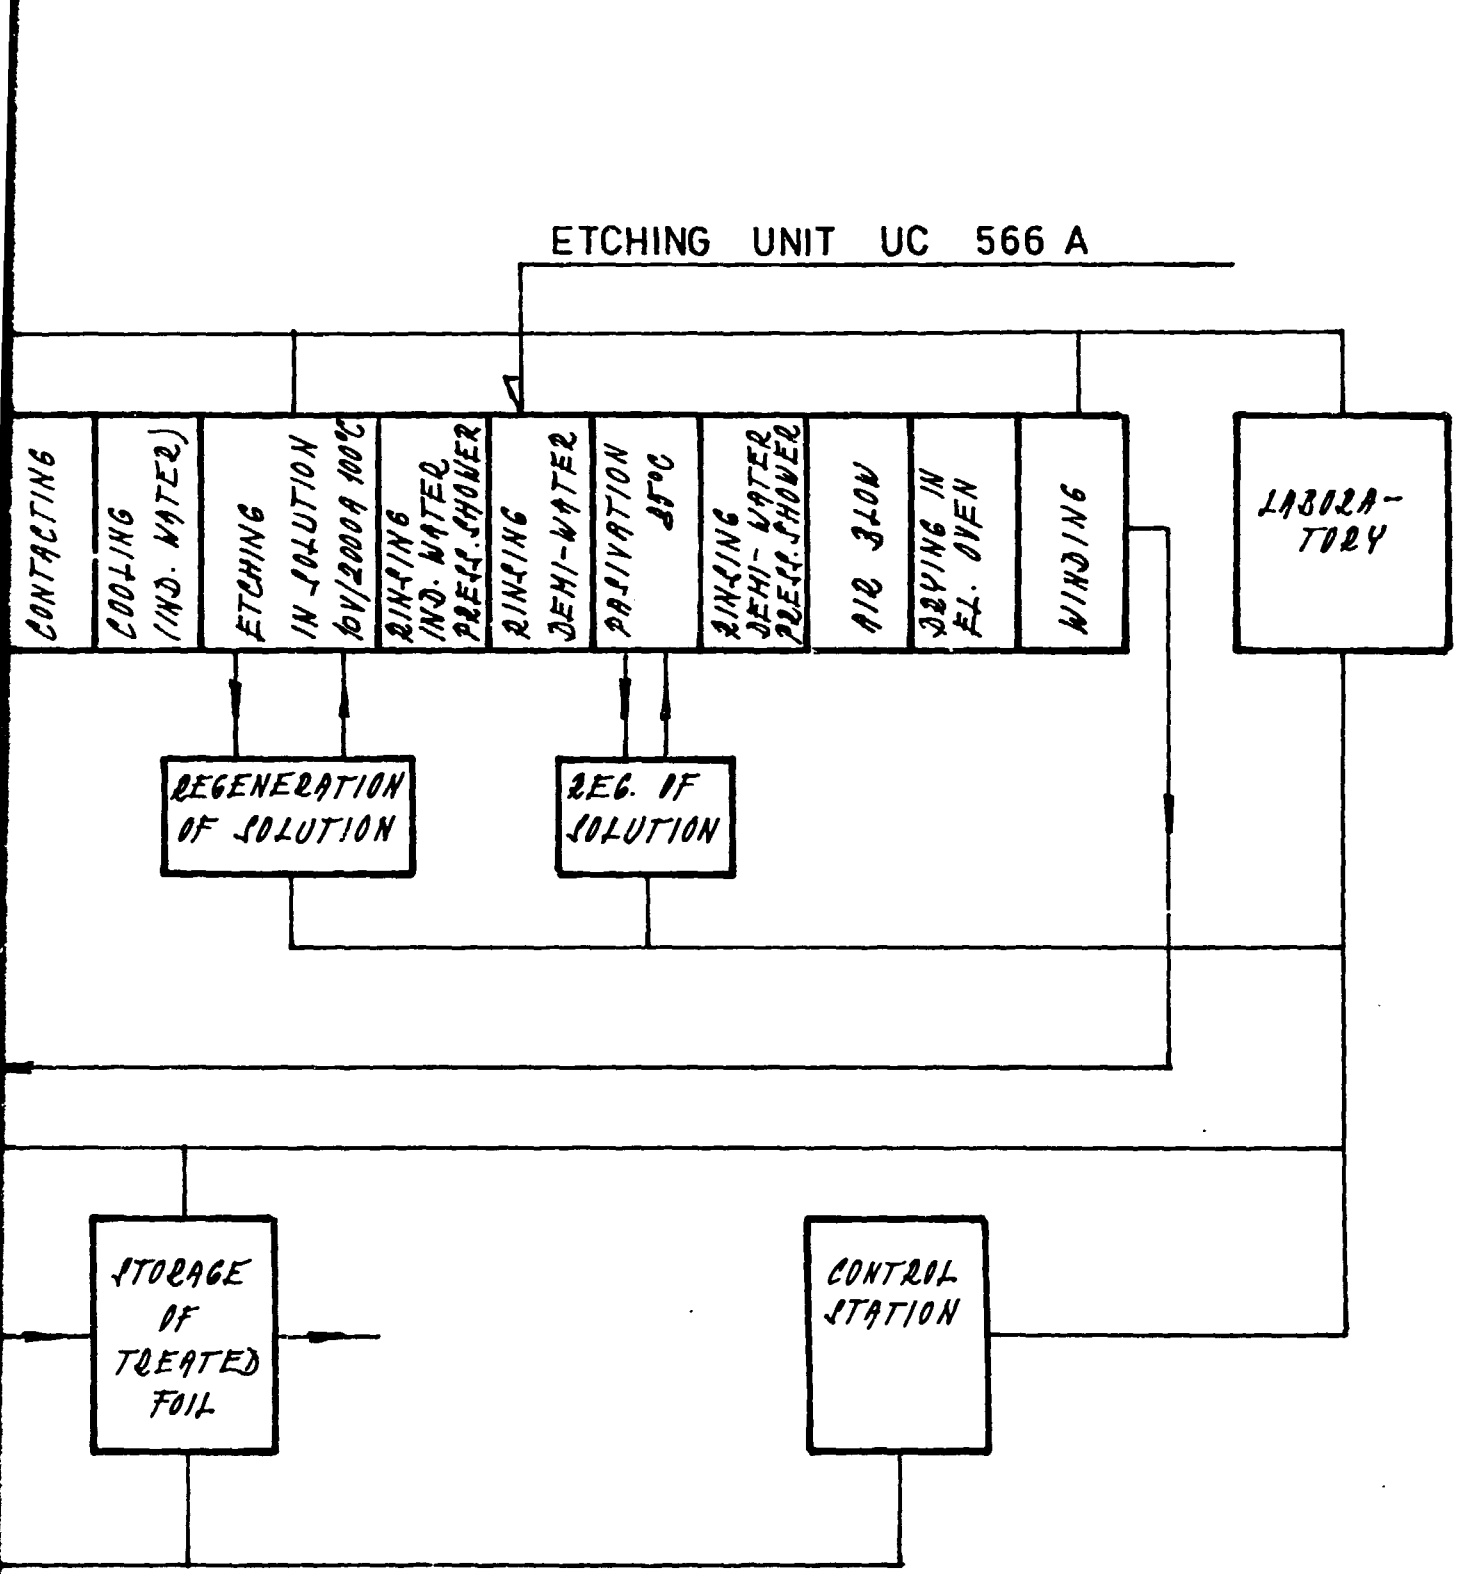 ETCHING UNIT UC 566 A
CONTACTING
COOLING
(IND. WATER)
ETCHING
IN SOLUTION
10V/2000A 100°C
RINSING
IND. WATER
PRESS. SHOWER
RINSING
DEMI-WATER
PASIVATION
85°C
RINSING
DEMI-WATER
PRESS. SHOWER
AIR BLOW
DRYING IN
EL. OVEN
WINDING
LABORA-
TORY
REGENERATION
OF SOLUTION
REG. OF
SOLUTION
STORAGE
OF
TREATED
FOIL
CONTROL
STATION